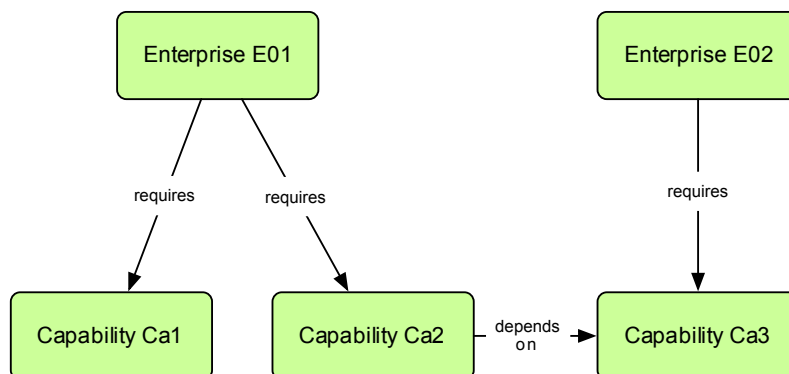 Enterprise E01
Enterprise E02
requires
requires
requires
Capability Ca1
Capability Ca2
depends
on
Capability Ca3